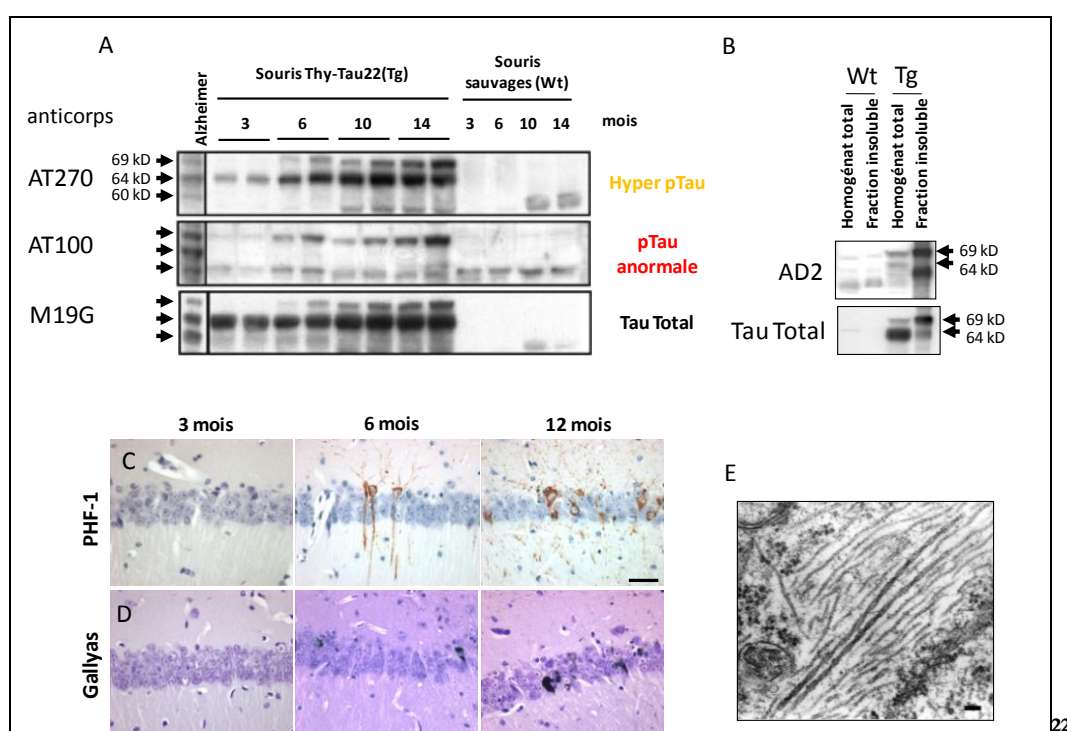 A
B
Souris Thy-Tau22(Tg)
Souris
sauvages (Wt)
Wt
Tg
anticorps
Alzheimer
3
6
10
14
3
6
10
14
mois
Homogénat total
Fraction insoluble
Homogénat total
Fraction insoluble
AT270
69 kD
64 kD
60 kD
Hyper pTau
AT100
pTau
anormale
M19G
Tau Total
AD2
69 kD
64 kD
Tau Total
69 kD
64 kD
3 mois
6 mois
12 mois
C
PHF-1
D
Gallyas
E
22